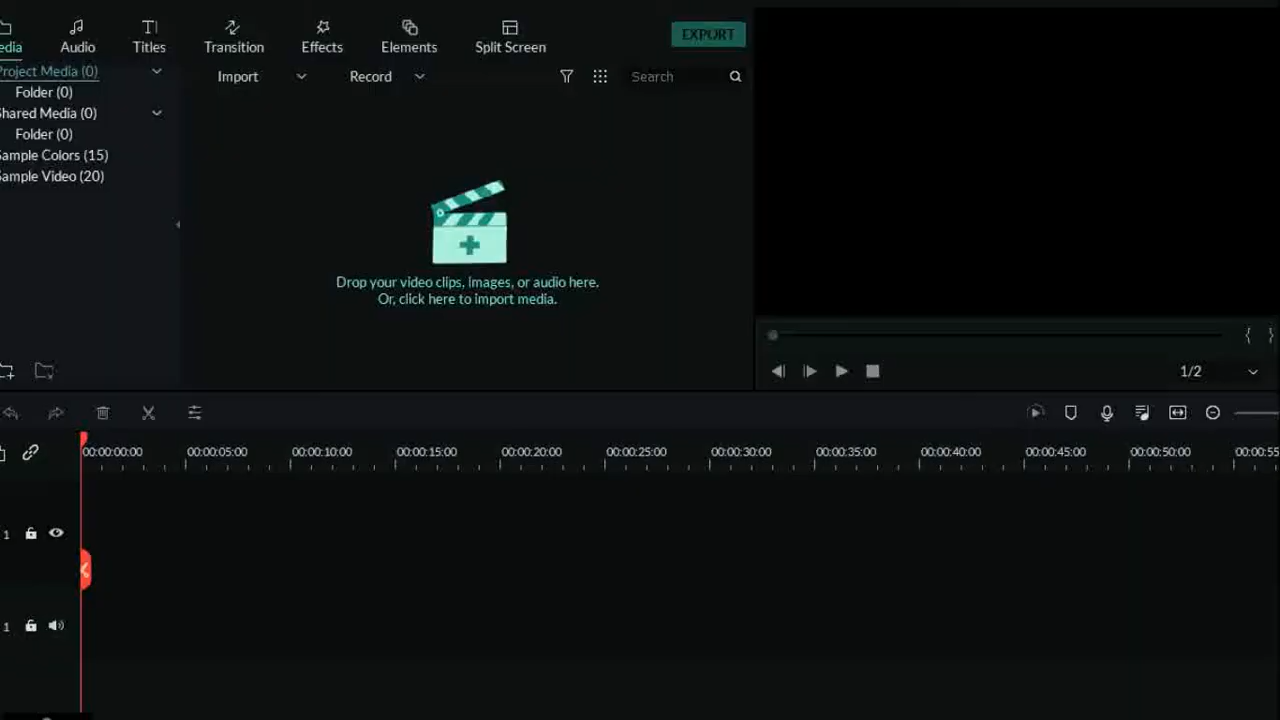 edia Audio Titles Transition Effects Elements Split Screen EXPORT
Project Media (0) Import Record Search
Folder (0)
Shared Media (0)
Folder (0)
Sample Colors (15)
Sample Video (20)
Drop your video clips, images, or audio here.
Or, click here to import media.
1/2
00:00:00:00 00:00:05:00 00:00:10:00 00:00:15:00 00:00:20:00 00:00:25:00 00:00:30:00 00:00:35:00 00:00:40:00 00:00:45:00 00:00:50:00 00:00:55
1
1